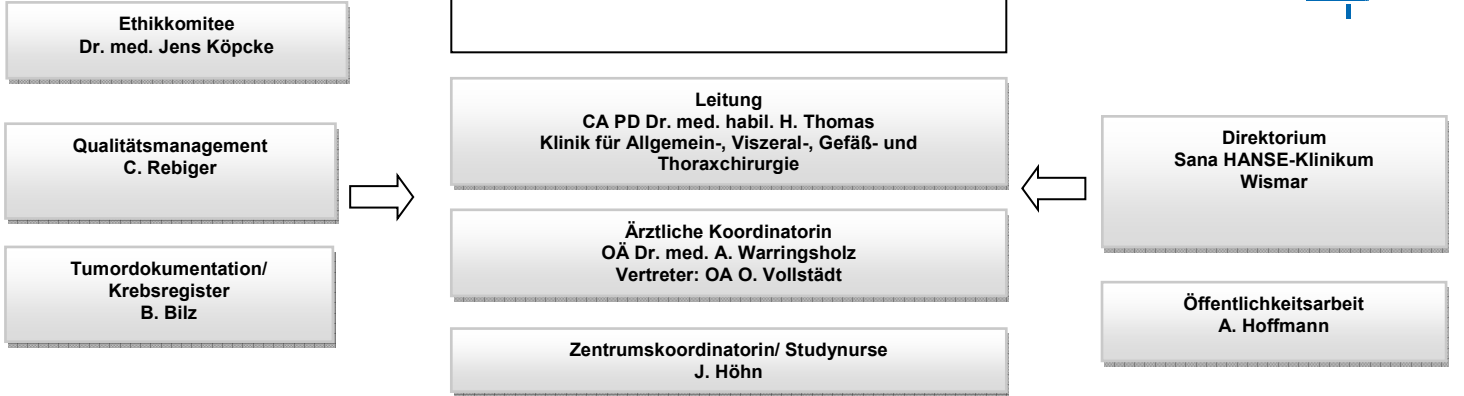 Ethikkomitee
Dr. med. Jens Köpcke
Qualitätsmanagement
C. Rebiger
Tumordokumentation/
Krebsregister
B. Bilz
Leitung
CA PD Dr. med. habil. H. Thomas
Klinik für Allgemein-, Viszeral-, Gefäß- und
Thoraxchirurgie
Ärztliche Koordinatorin
OÄ Dr. med. A. Warringsholz
Vertreter: OA O. Vollstädt
Zentrumskoordinatorin/ Studynurse
J. Höhn
Direktorium
Sana HANSE-Klinikum
Wismar
Öffentlichkeitsarbeit
A. Hoffmann